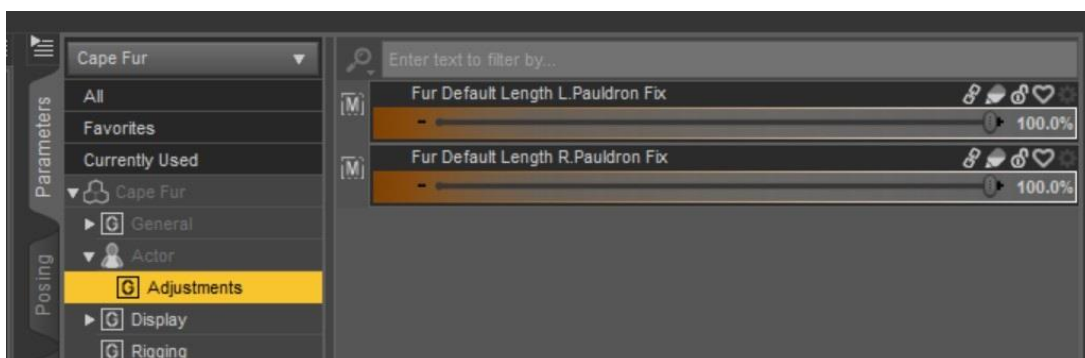 Parameters
Posing
Cape Fur
All
Favorites
Currently Used
Cape Fur
G General
Actor
G Adjustments
G Display
G Rigging
Enter text to filter by...
M Fur Default Length L.Pauldron Fix
100.0%
M Fur Default Length R.Pauldron Fix
100.0%